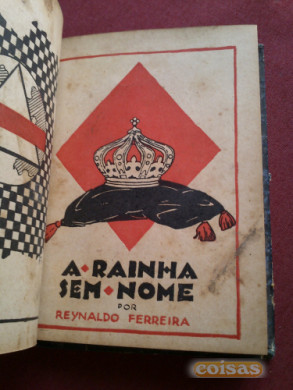 A·RAINHA
SEM·NOME
POR
REYNALDO FERREIRA
coisas